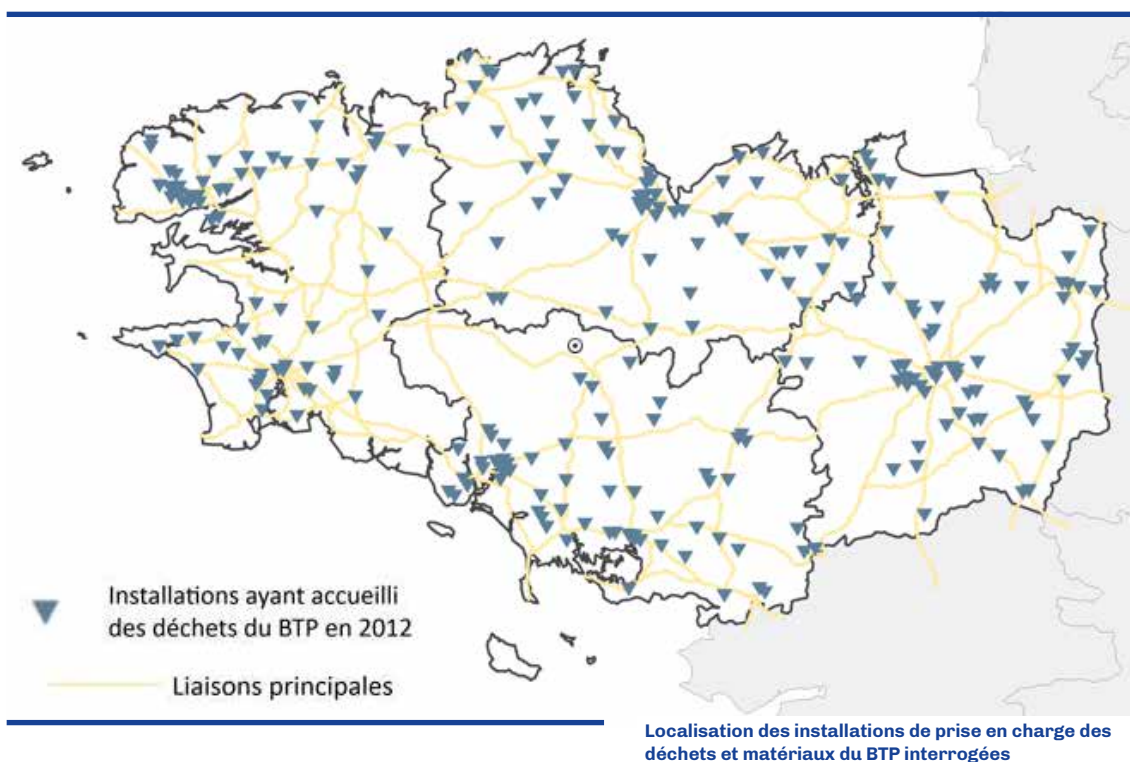 Installations ayant accueilli
des déchets du BTP en 2012
Liaisons principales
Localisation des installations de prise en charge des
déchets et matériaux du BTP interrogées